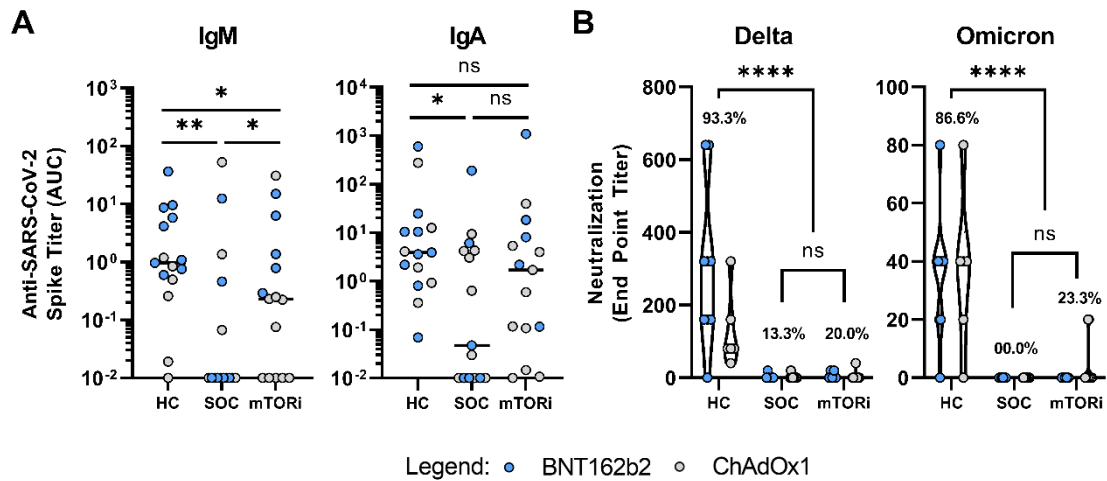 A
IgM
IgA
Anti-SARS-CoV-2
Spike Titer (AUC)
*
** *
10³
10²
10¹
10⁰
10⁻¹
10⁻²
HC SOC mTORi
ns
* ns
10⁴
10³
10²
10¹
10⁰
10⁻¹
10⁻²
HC SOC mTORi
B
Delta
Omicron
Neutralization
(End Point Titer)
****
800
93.3%
600
400
ns
200
13.3% 20.0%
0
HC SOC mTORi
****
100
86.6%
80
60
ns
40
23.3%
20
00.0%
0
HC SOC mTORi
Legend: BNT162b2 ChAdOx1